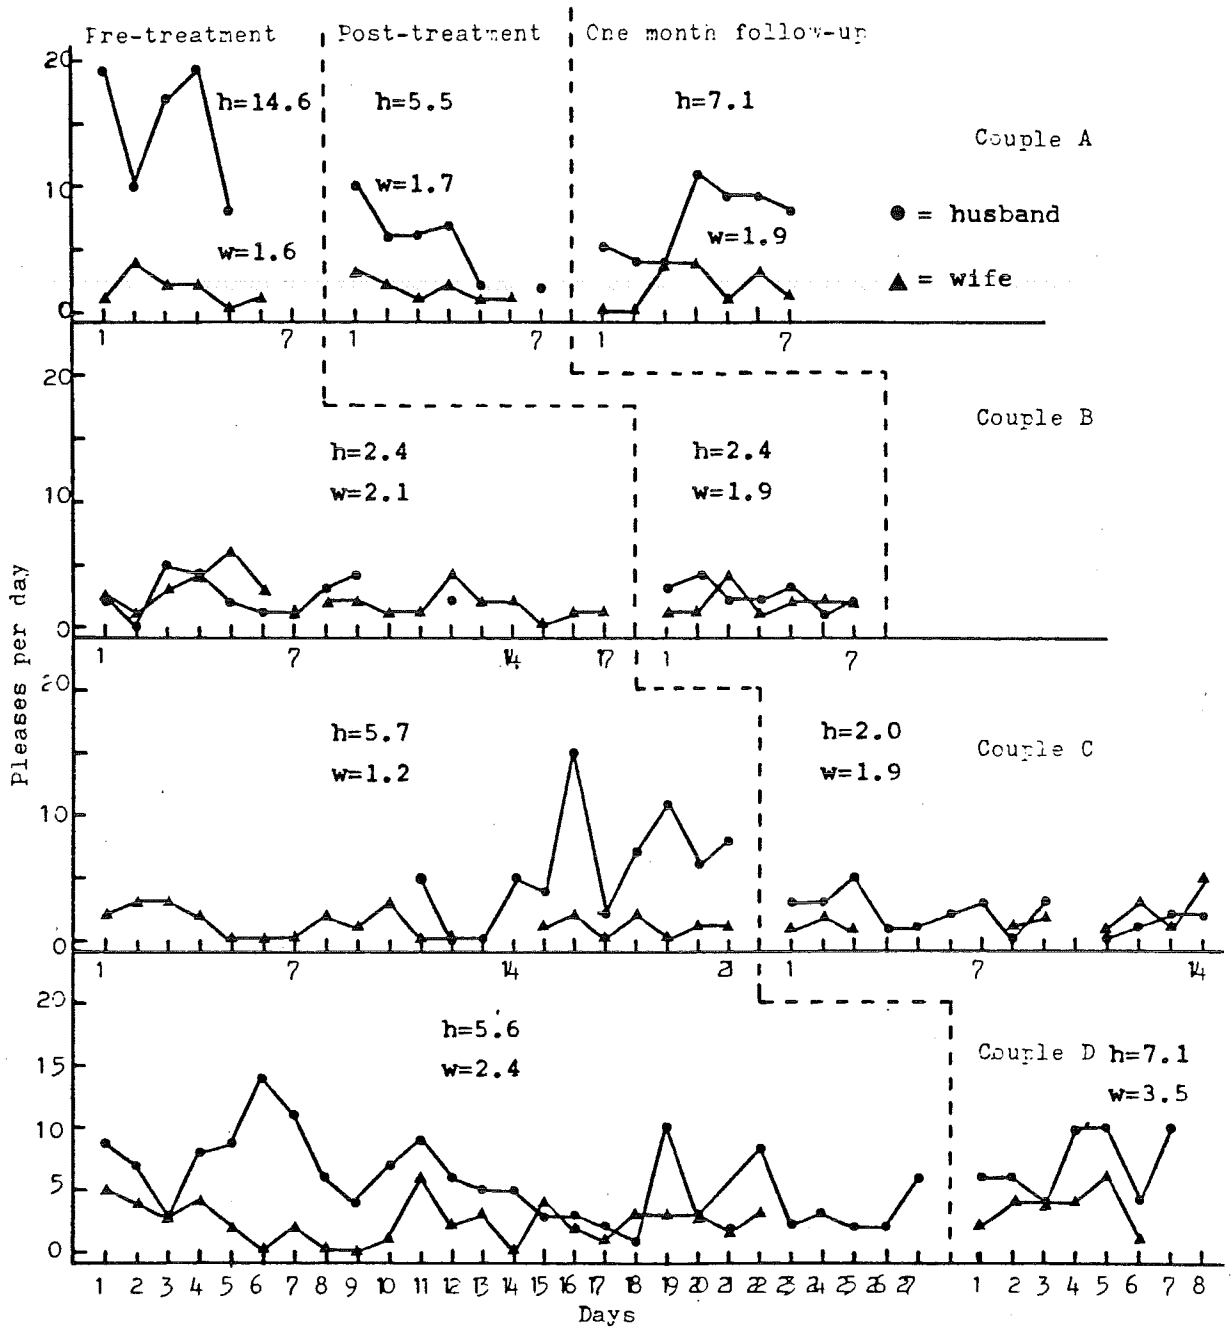 Pre-treatment Post-treatment One month follow-up
20
h=14.6 h=5.5 h=7.1
Couple A
10
w=1.7
● = husband
w=1.6 w=1.9
▲ = wife
0
1 7 1 7 1 7
20
Couple B
h=2.4 h=2.4
10
w=2.1 w=1.9
0
1 7 14 17 1 7
20
h=5.7 h=2.0
Couple C
w=1.2 w=1.9
10
0
1 7 14 21 1 7 14
20
h=5.6
Couple D h=7.1
w=2.4
15
w=3.5
10
5
0
1 2 3 4 5 6 7 8 9 10 11 12 13 14 15 16 17 18 19 20 21 22 23 24 25 26 27 1 2 3 4 5 6 7 8
Days
Pleases per day